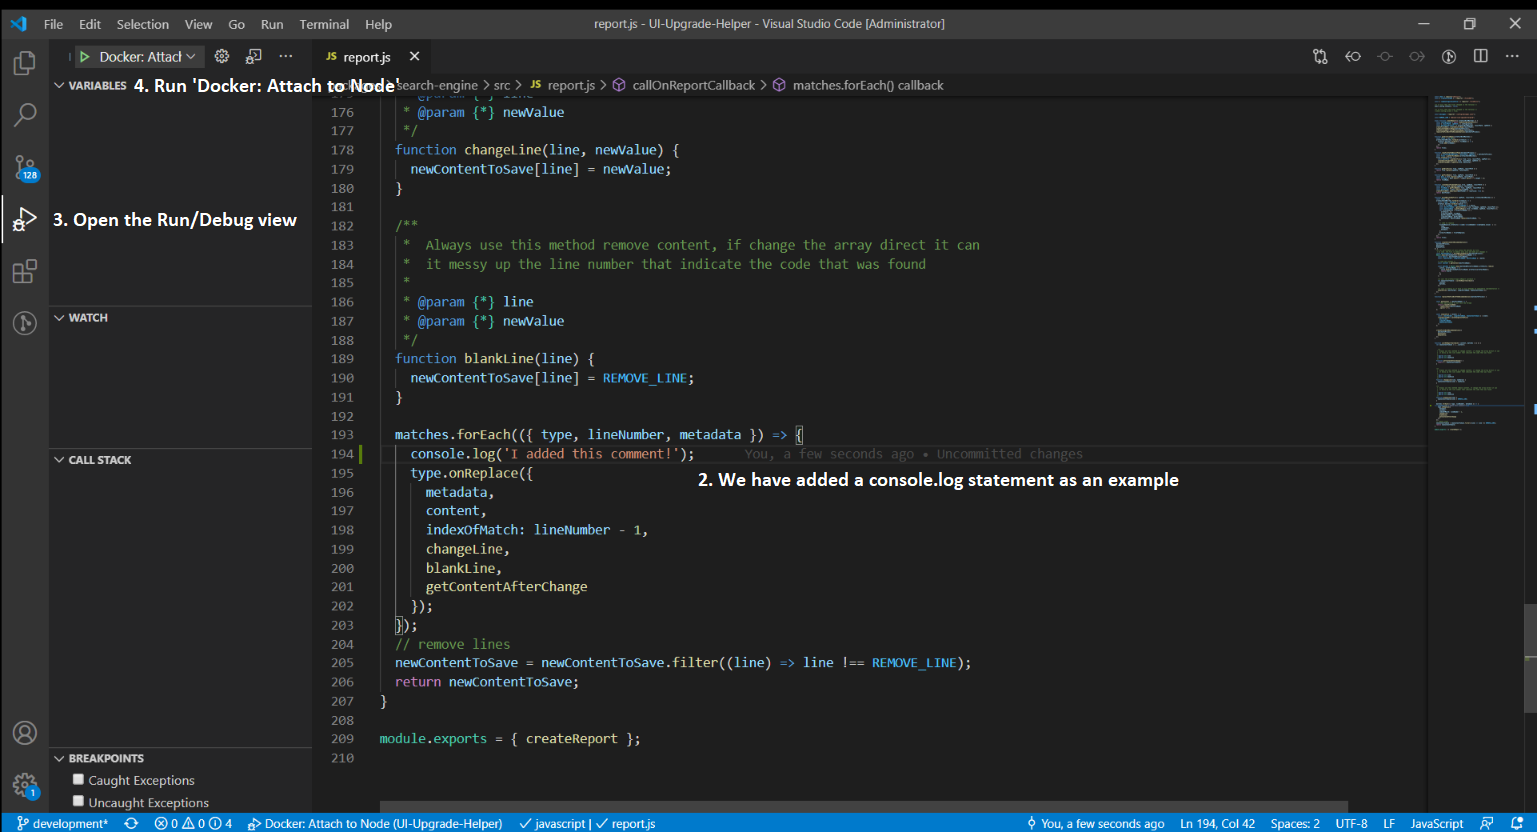 File Edit Selection View Go Run Terminal Help
report.js - UI-Upgrade-Helper - Visual Studio Code [Administrator]
Docker: Attach
JS report.js
VARIABLES
4. Run 'Docker: Attach to Node'
search-engine > src > JS report.js > callOnReportCallback > matches.forEach() callback
128
3. Open the Run/Debug view
WATCH
CALL STACK
BREAKPOINTS
Caught Exceptions
Uncaught Exceptions
1
175 * @param {*} line
176 * @param {*} newValue
177 */
178 function changeLine(line, newValue) {
179 newContentToSave[line] = newValue;
180 }
181
182 /**
183 * Always use this method remove content, if change the array direct it can
184 * it messy up the line number that indicate the code that was found
185 *
186 * @param {*} line
187 * @param {*} newValue
188 */
189 function blankLine(line) {
190 newContentToSave[line] = REMOVE_LINE;
191 }
192
193 matches.forEach(({ type, lineNumber, metadata }) => {
194 console.log('I added this comment!'); You, a few seconds ago • Uncommitted changes
195 type.onReplace({
2. We have added a console.log statement as an example
196 metadata,
197 content,
198 indexOfMatch: lineNumber - 1,
199 changeLine,
200 blankLine,
201 getContentAfterChange
202 });
203 });
204 // remove lines
205 newContentToSave = newContentToSave.filter((line) => line !== REMOVE_LINE);
206 return newContentToSave;
207 }
208
209 module.exports = { createReport };
210
development* 0 0 4 Docker: Attach to Node (UI-Upgrade-Helper) javascript | report.js You, a few seconds ago Ln 194, Col 42 Spaces: 2 UTF-8 LF JavaScript